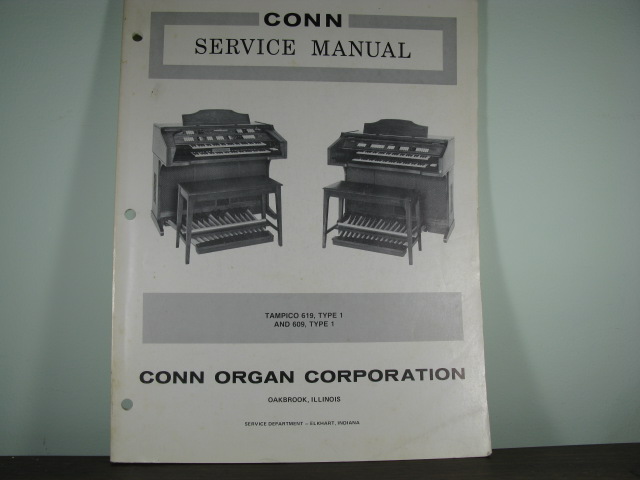 CONN
SERVICE MANUAL
TAMPICO 619, TYPE 1
AND 609, TYPE 1
CONN ORGAN CORPORATION
OAKBROOK, ILLINOIS
SERVICE DEPARTMENT – ELKHART, INDIANA